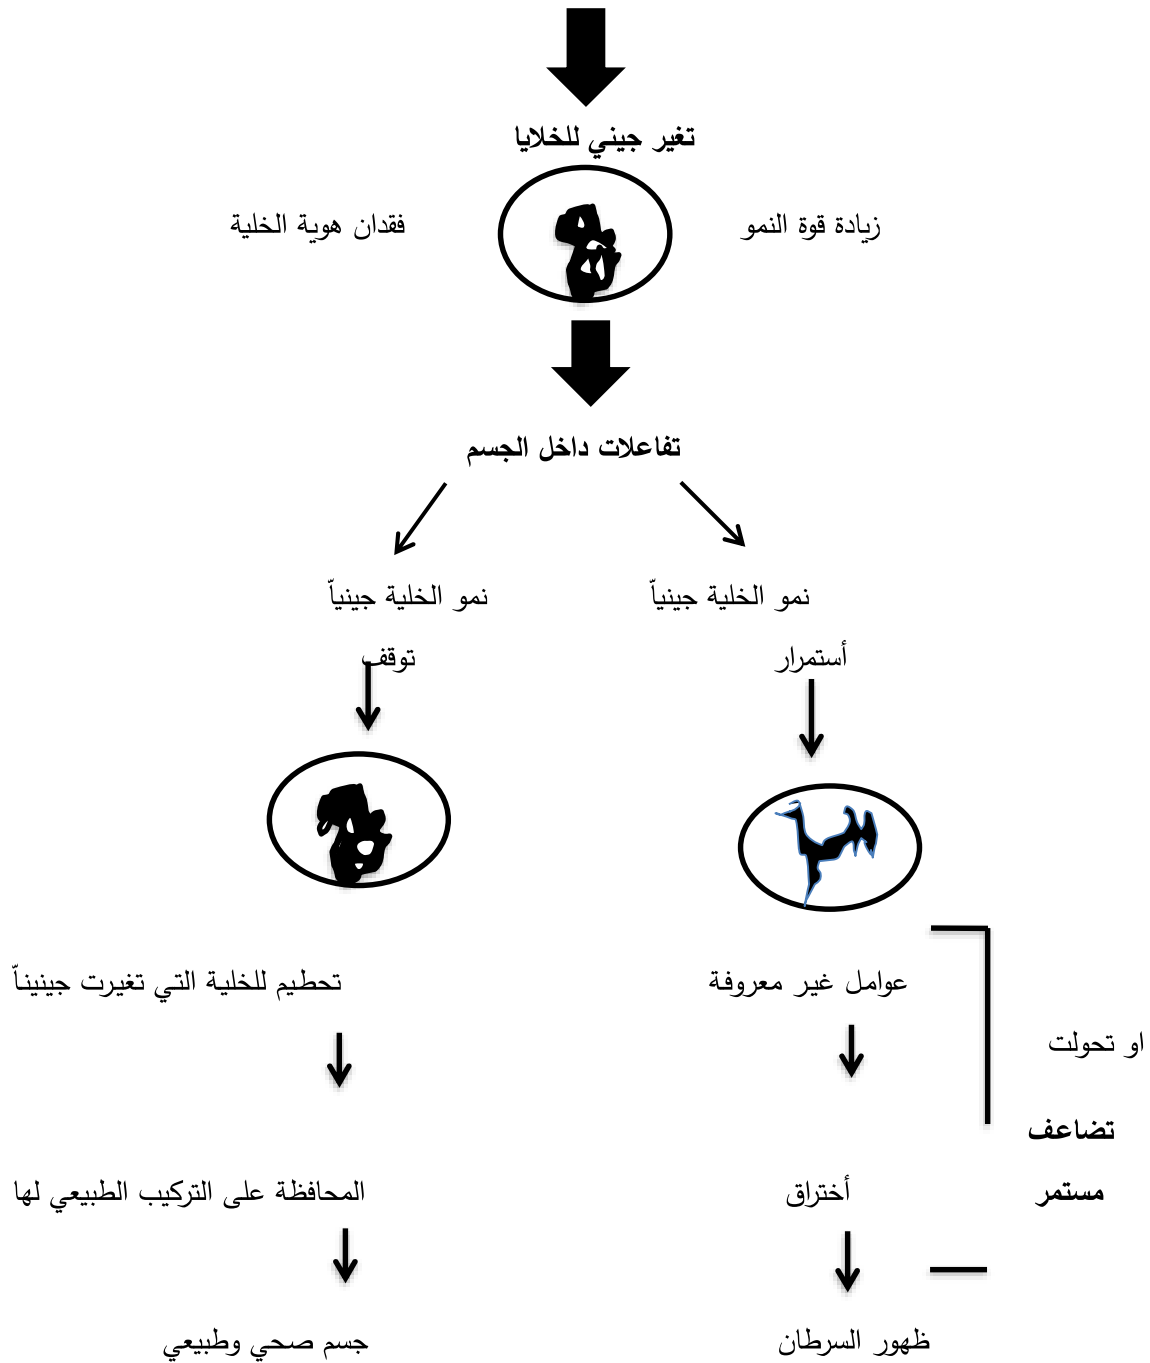 تغير جيني للخلايا
زيادة قوة النمو
فقدان هوية الخلية
تفاعلات داخل الجسم
نمو الخلية جينياّ
نمو الخلية جينياّ
أستمرار
توقف
عوامل غير معروفة
تحطيم للخلية التي تغيرت جينيناّ
او تحولت
تضاعف
مستمر
أختراق
المحافظة على التركيب الطبيعي لها
ظهور السرطان
جسم صحي وطبيعي